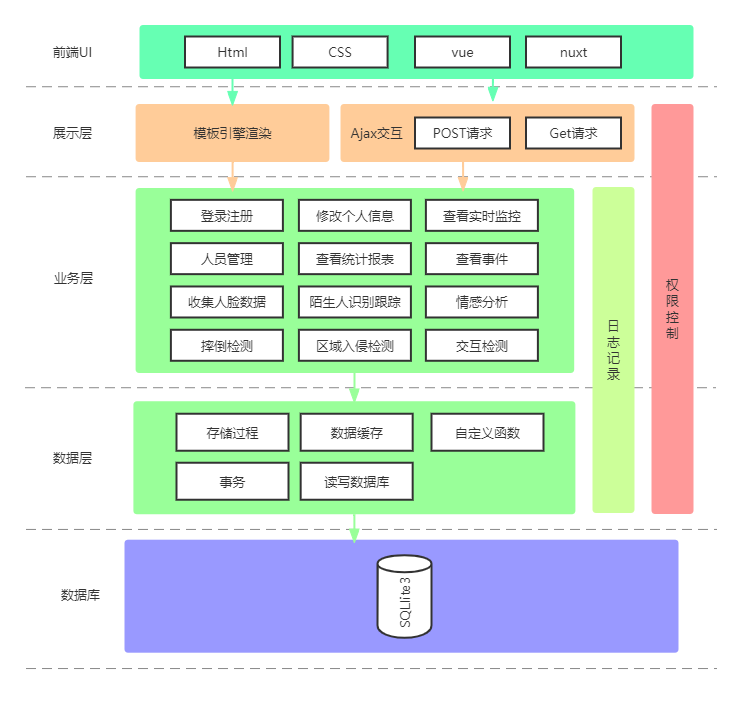 前端UI
Html
CSS
vue
nuxt
展示层
模板引擎渲染
Ajax交互
POST请求
Get请求
业务层
登录注册
修改个人信息
查看实时监控
人员管理
查看统计报表
查看事件
收集人脸数据
陌生人识别跟踪
情感分析
摔倒检测
区域入侵检测
交互检测
日志记录
权限控制
数据层
存储过程
数据缓存
自定义函数
事务
读写数据库
数据库
SQLlite3